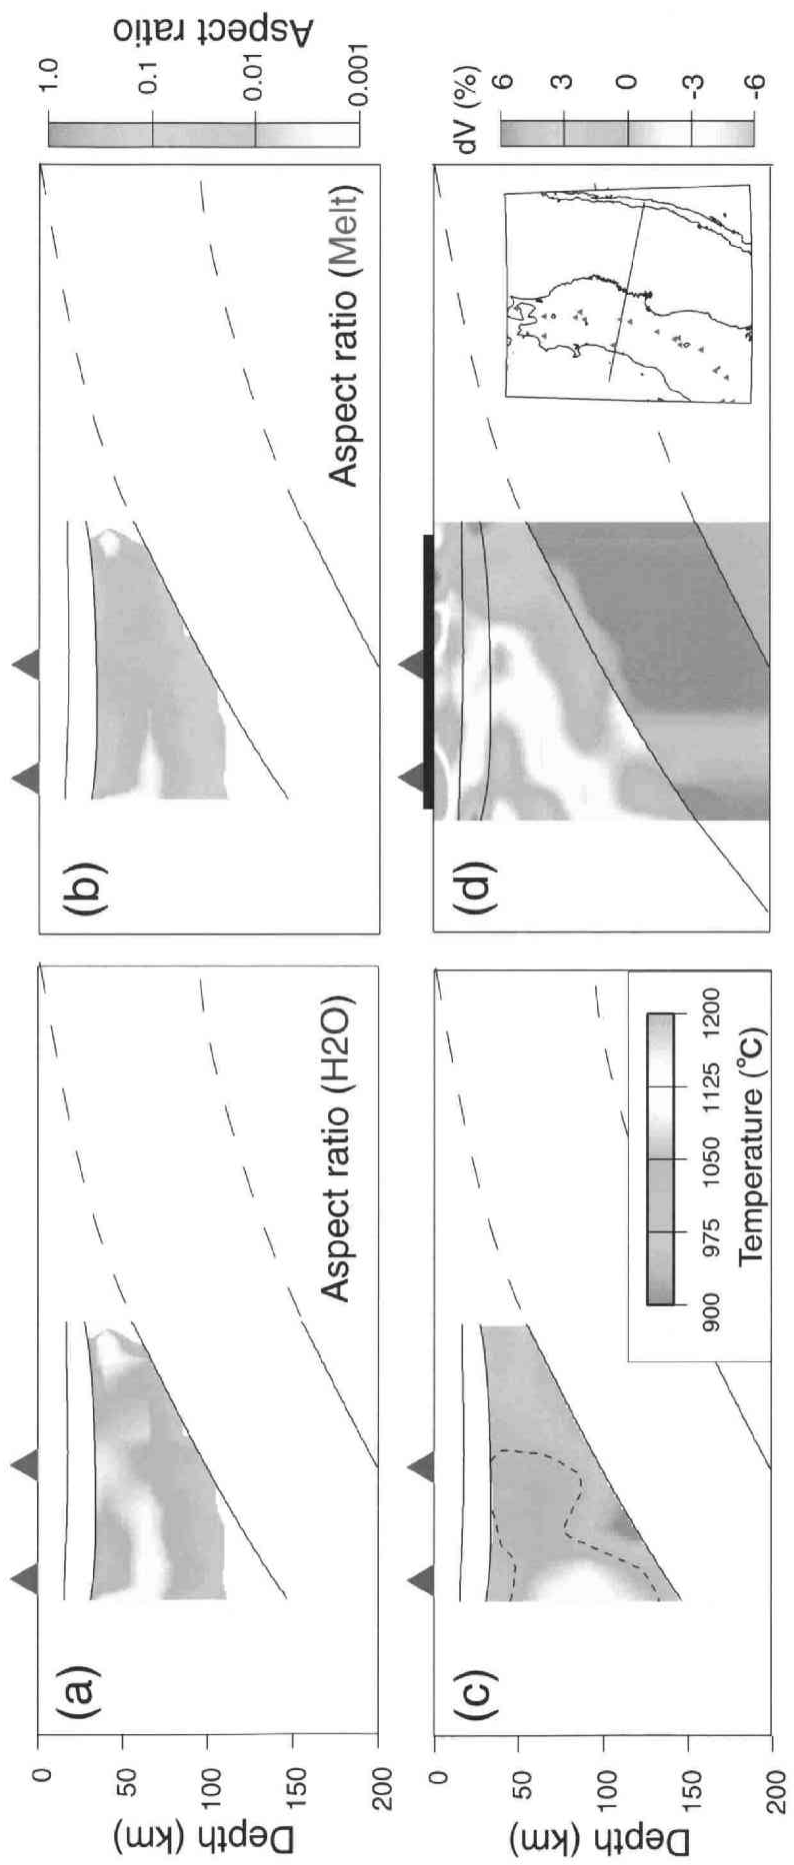 (a)
Aspect ratio (H2O)
0
50
100
150
200
Depth (km)
(b)
Aspect ratio (Melt)
1.0
0.1
0.01
0.001
Aspect ratio
(c)
0
50
100
150
200
Depth (km)
900 975 1050 1125 1200
Temperature (°C)
(d)
dV (%)
6
3
0
-3
-6